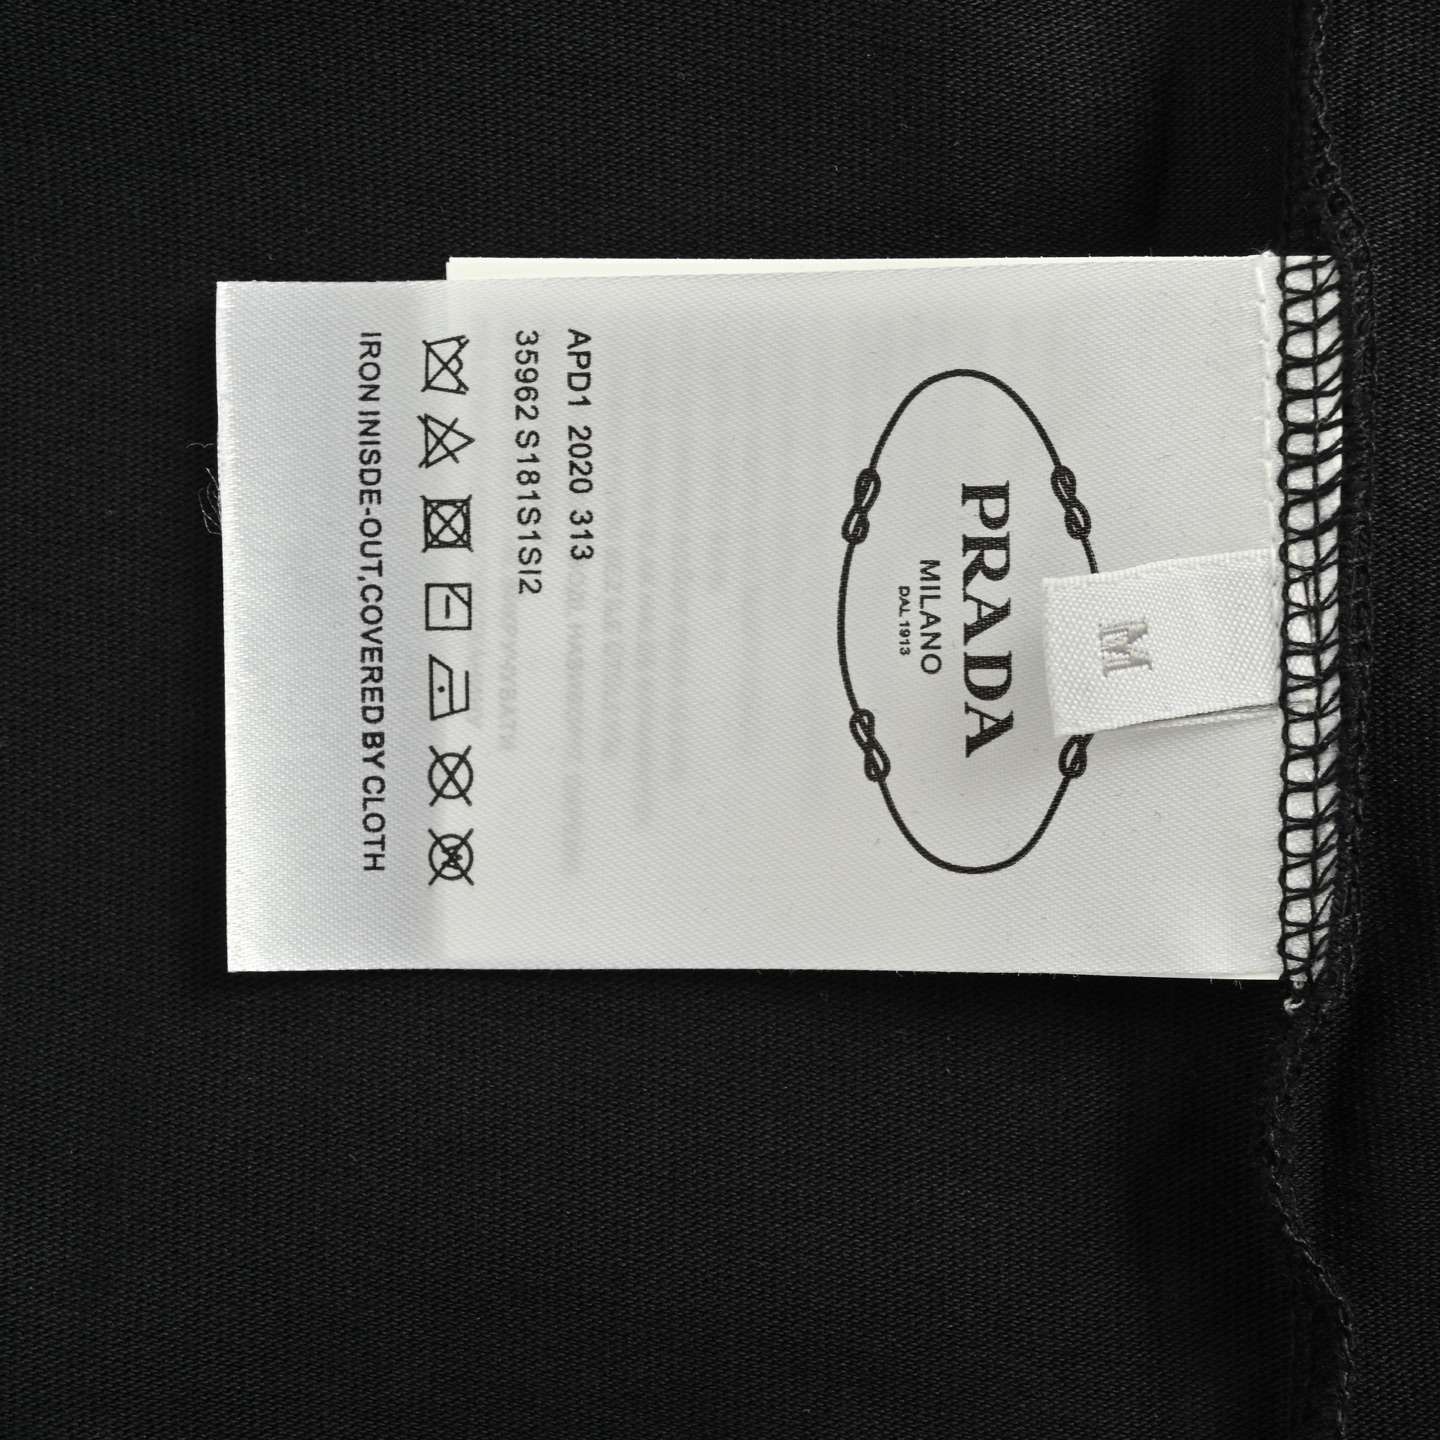 M
PRADA
MILANO
DAL 1913
APD1 2020 313
35962 S181S1SI2
IRON INISDE-OUT,COVERED BY CLOTH